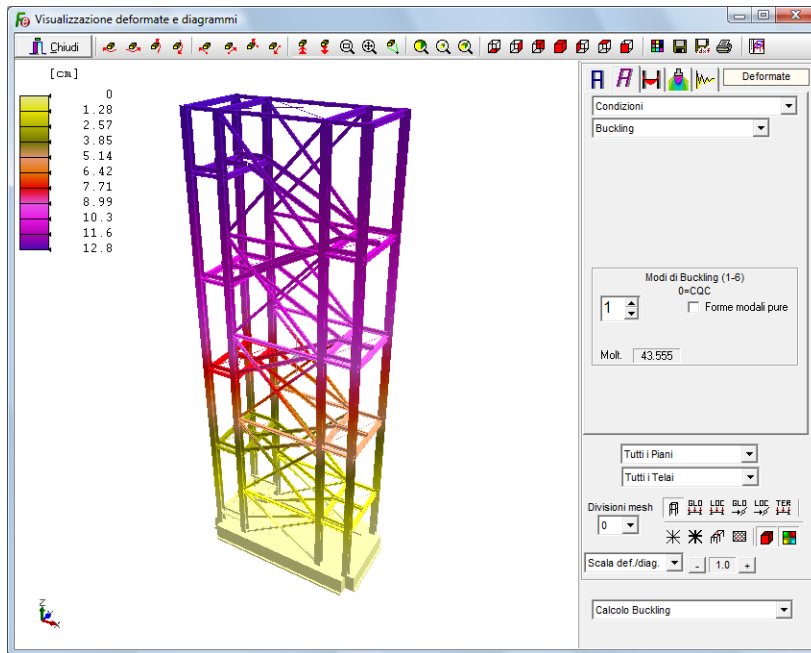 Visualizzazione deformate e diagrammi
Chiudi
[cm]
0
1.28
2.57
3.85
5.14
6.42
7.71
8.99
10.3
11.6
12.8
Z
Y
X
Deformate
Condizioni
Buckling
Modi di Buckling (1-6)
0=CQC
1
Forme modali pure
Molt. 43.555
Tutti i Piani
Tutti i Telai
Divisioni mesh
GLO LOC GLO LOC TER
0
Scala def./diag. - 1.0 +
Calcolo Buckling